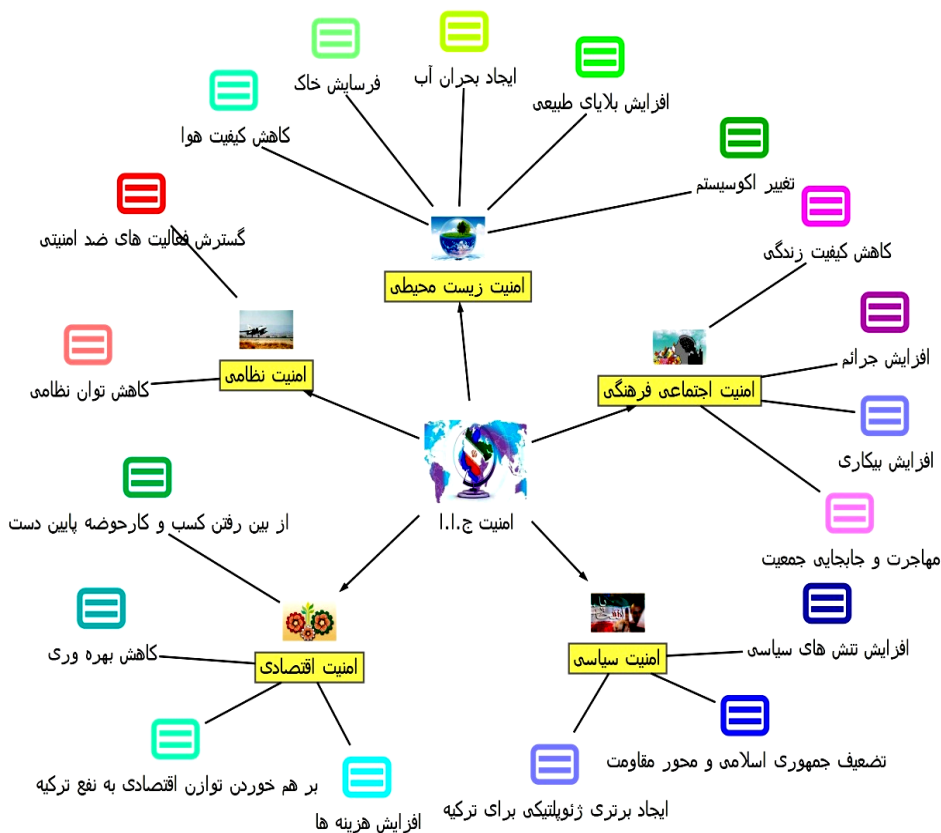 ایجاد بحران آب
فرسایش خاک
افزایش بلایای طبیعی
کاهش کیفیت هوا
تغییر اکوسیستم
گسترش فعالیت های ضد امنیتی
کاهش کیفیت زندگی
امنیت زیست محیطی
افزایش جرائم
امنیت نظامی
کاهش توان نظامی
امنیت اجتماعی فرهنگی
افزایش بیکاری
امنیت ج.ا.ا
از بین رفتن کسب و کارحوضه پایین دست
مهاجرت و جابجایی جمعیت
افزایش تنش های سیاسی
کاهش بهره وری
امنیت اقتصادی
امنیت سیاسی
تضعیف جمهوری اسلامی و محور مقاومت
بر هم خوردن توازن اقتصادی به نفع ترکیه
ایجاد برتری ژئوپلتیکی برای ترکیه
افزایش هزینه ها